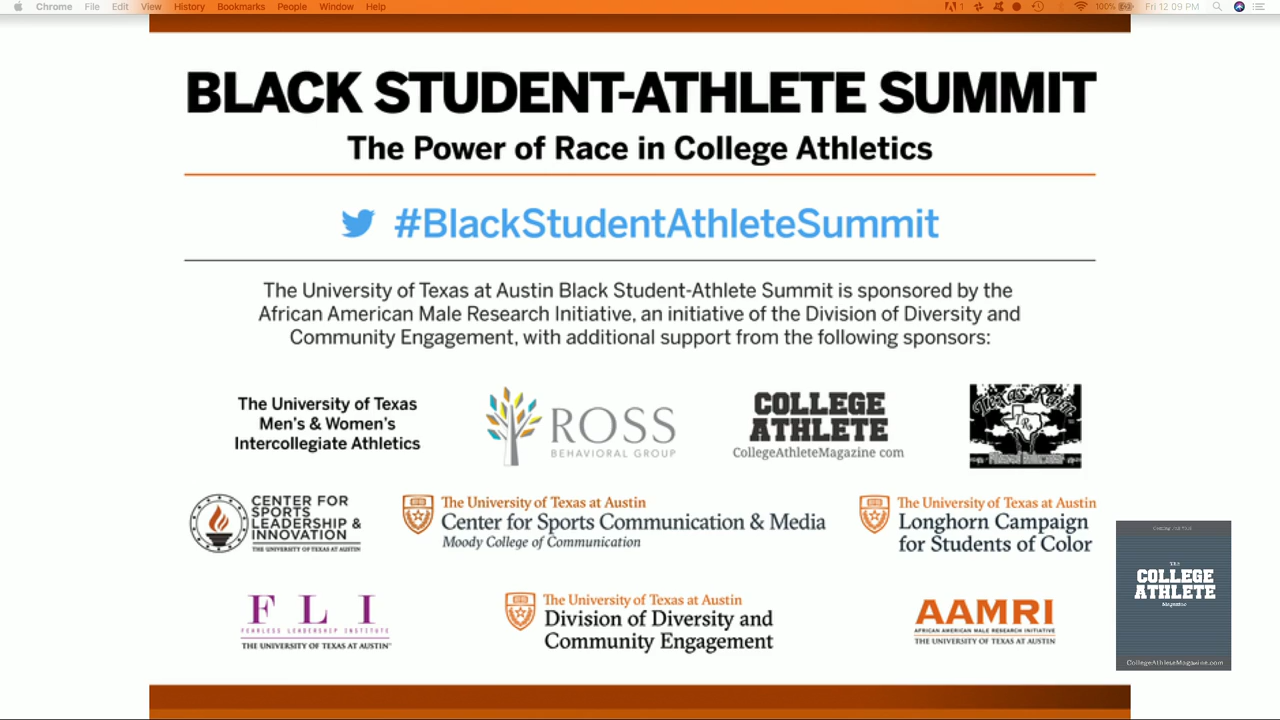 Chrome File Edit View History Bookmarks People Window Help 1 100% Fri 12 09 PM
BLACK STUDENT-ATHLETE SUMMIT
The Power of Race in College Athletics
#BlackStudentAthleteSummit
The University of Texas at Austin Black Student-Athlete Summit is sponsored by the
African American Male Research Initiative, an initiative of the Division of Diversity and
Community Engagement, with additional support from the following sponsors:
The University of Texas
Men's & Women's
Intercollegiate Athletics
ROSS
BEHAVIORAL GROUP
COLLEGE
ATHLETE
CollegeAthleteMagazine.com
Texas Rain
CENTER FOR
SPORTS
LEADERSHIP &
INNOVATION
THE UNIVERSITY OF TEXAS AT AUSTIN
The University of Texas at Austin
Center for Sports Communication & Media
Moody College of Communication
The University of Texas at Austin
Longhorn Campaign
for Students of Color
THE
COLLEGE
ATHLETE
Magazine
CollegeAthleteMagazine.com
FLI
FEARLESS LEADERSHIP INSTITUTE
THE UNIVERSITY OF TEXAS AT AUSTIN
The University of Texas at Austin
Division of Diversity and
Community Engagement
AAMRI
AFRICAN AMERICAN MALE RESEARCH INITIATIVE
THE UNIVERSITY OF TEXAS AT AUSTIN